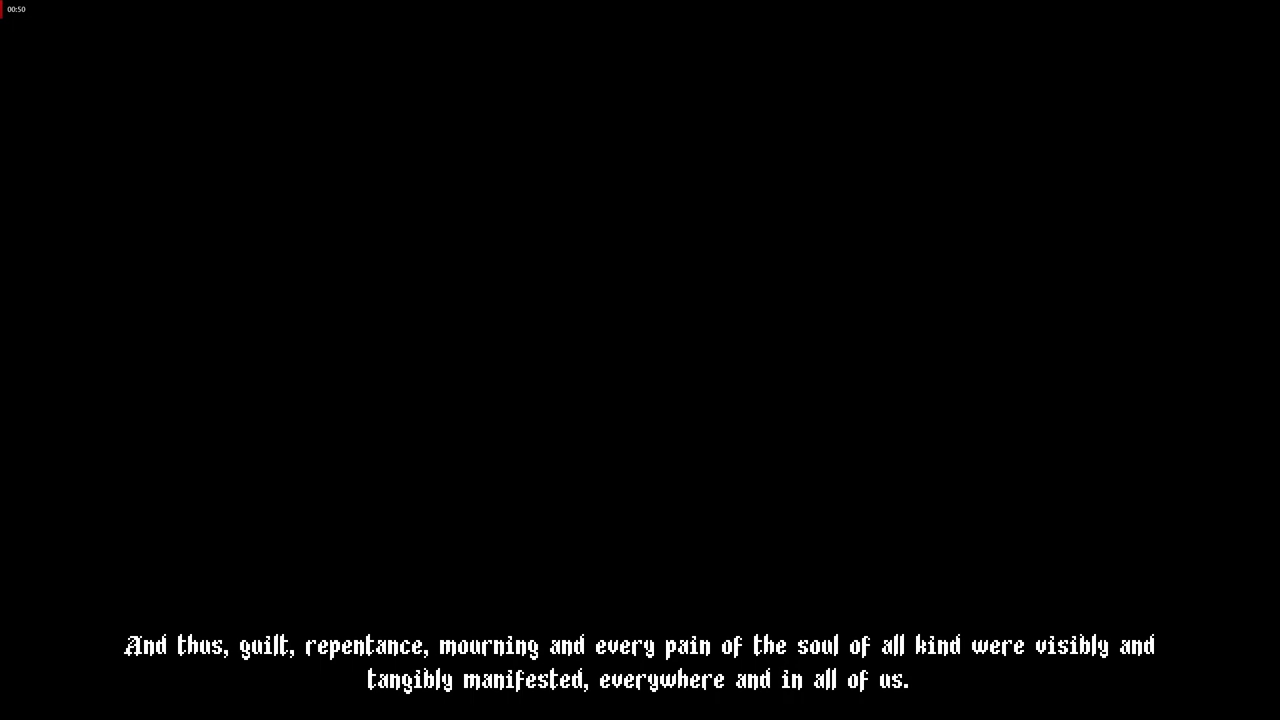 00:50
And thus, guilt, repentance, mourning and every pain of the soul of all kind were visibly and
tangibly manifested, everywhere and in all of us.